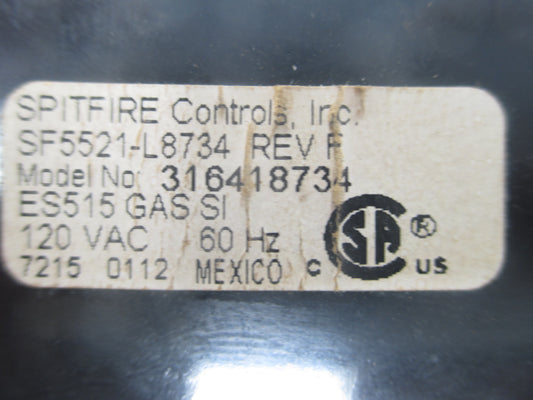 SPITFIRE Controls, Inc.
SF5521-L8734 REV F
Model No: 316418734
ES515 GAS SI
120 VAC 60 Hz
7215 0112 MEXICO
C SA ® US